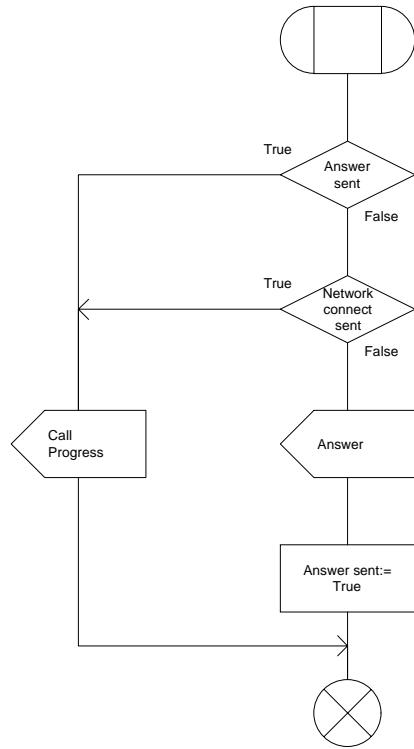 True
Answer
sent
False
True
Network
connect
sent
False
Call
Progress
Answer
Answer sent:=
True